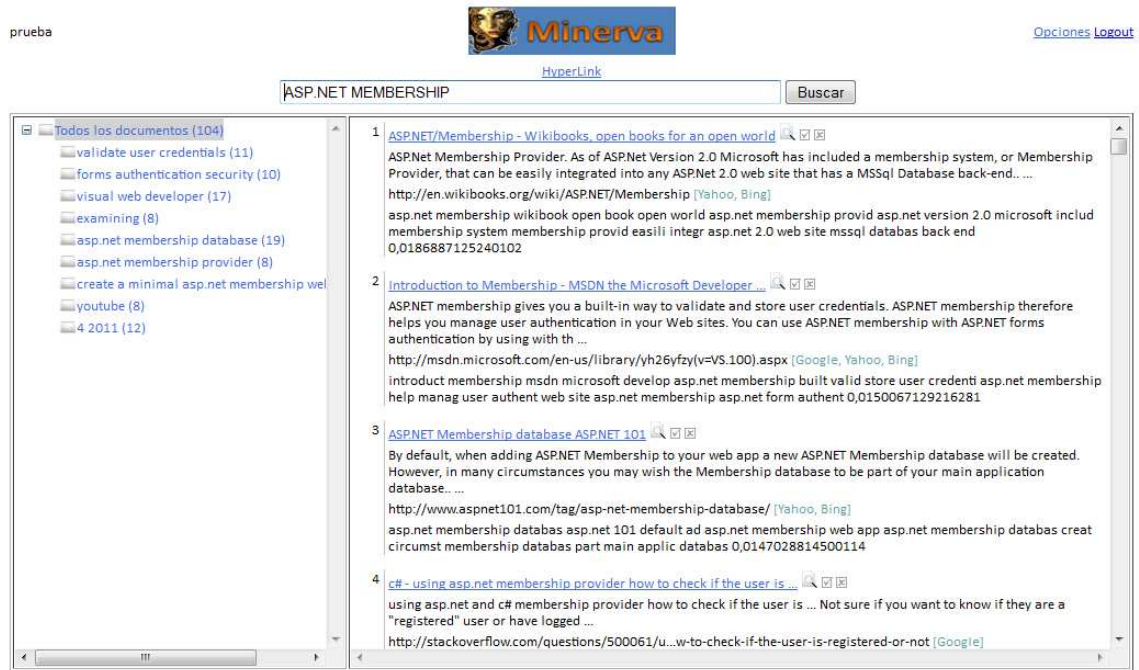 prueba
Minerva
Opciones Logout
HyperLink
ASP.NET MEMBERSHIP
Buscar
Todos los documentos (104)
validate user credentials (11)
forms authentication security (10)
visual web developer (17)
examining (8)
asp.net membership database (19)
asp.net membership provider (8)
create a minimal asp.net membership wel
youtube (8)
4 2011 (12)
1 ASP.NET/Membership - Wikibooks, open books for an open world
ASP.Net Membership Provider. As of ASP.Net Version 2.0 Microsoft has included a membership system, or Membership
Provider, that can be easily integrated into any ASP.Net 2.0 web site that has a MSSql Database back-end.. ...
http://en.wikibooks.org/wiki/ASP.NET/Membership [Yahoo, Bing]
asp.net membership wikibook open book open world asp.net membership provid asp.net version 2.0 microsoft includ
membership system membership provid easili integr asp.net 2.0 web site mssql databas back end
0,0186887125240102
2 Introduction to Membership - MSDN the Microsoft Developer ...
ASP.NET membership gives you a built-in way to validate and store user credentials. ASP.NET membership therefore
helps you manage user authentication in your Web sites. You can use ASP.NET membership with ASP.NET forms
authentication by using with th ...
http://msdn.microsoft.com/en-us/library/yh26yfzy(v=VS.100).aspx [Google, Yahoo, Bing]
introduct membership msdn microsoft develop asp.net membership built valid store user credenti asp.net membership
help manag user authent web site asp.net membership asp.net form authent 0,0150067129216281
3 ASP.NET Membership database ASP.NET 101
By default, when adding ASP.NET Membership to your web app a new ASP.NET Membership database will be created.
However, in many circumstances you may wish the Membership database to be part of your main application
database.. ...
http://www.aspnet101.com/tag/asp-net-membership-database/ [Yahoo, Bing]
asp.net membership databas asp.net 101 default ad asp.net membership web app asp.net membership databas creat
circumst membership databas part main applic databas 0,0147028814500114
4 c# - using asp.net membership provider how to check if the user is ...
using asp.net and c# membership provider how to check if the user is ... Not sure if you want to know if they are a
"registered" user or have logged ...
http://stackoverflow.com/questions/500061/u...w-to-check-if-the-user-is-registered-or-not [Google]